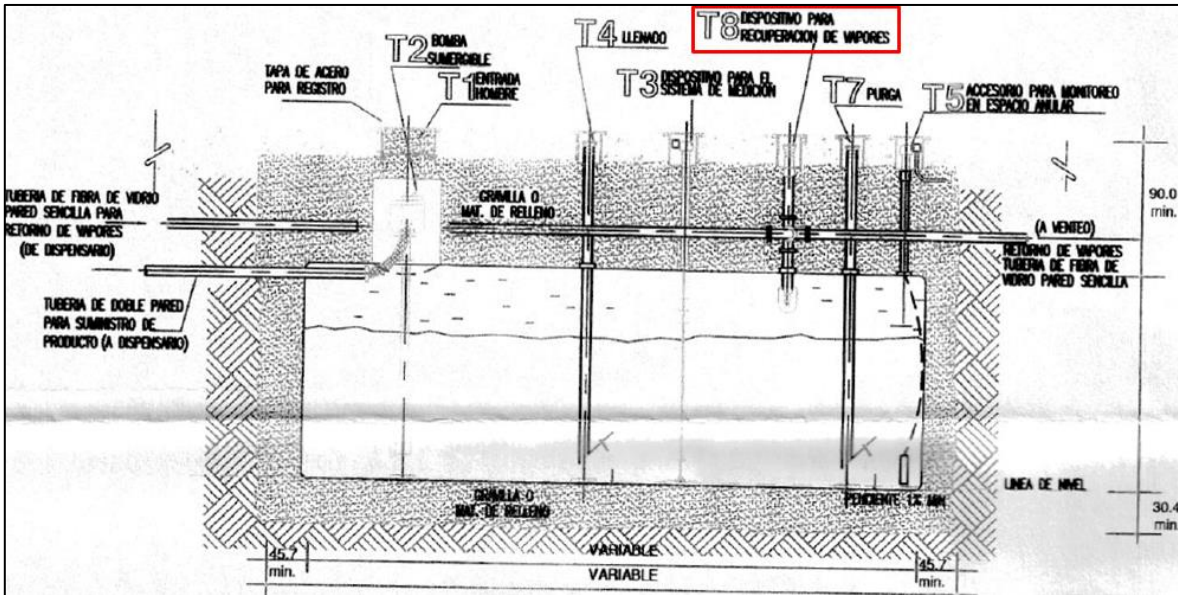 T8 DISPOSITIVO PARA
RECUPERACION DE VAPORES
T4 LLENADO
T2 BOMBA
SUMERGIBLE
TAPA DE ACERO
PARA REGISTRO
T1 ENTRADA
HOMBRE
T3 DISPOSITIVO PARA EL
SISTEMA DE MEDICIÓN
T7 PURGA
T5 ACCESORIO PARA MONITOREO
EN ESPACIO ANULAR
TUBERIA DE FIBRA DE VIDRIO
PARED SENCILLA PARA
RETORNO DE VAPORES
(DE DISPENSARIO)
GRAVILLA O
MAT. DE RELLENO
90.0
min.
(A VENTEO)
RETORNO DE VAPORES
TUBERIA DE FIBRA DE
VIDRIO PARED SENCILLA
TUBERIA DE DOBLE PARED
PARA SUMINISTRO DE
PRODUCTO (A DISPENSARIO)
GRAVILLA O
MAT. DE RELLENO
PENDIENTE 1% MIN.
LINEA DE NIVEL
30.4
min.
45.7
min.
VARIABLE
VARIABLE
45.7
min.